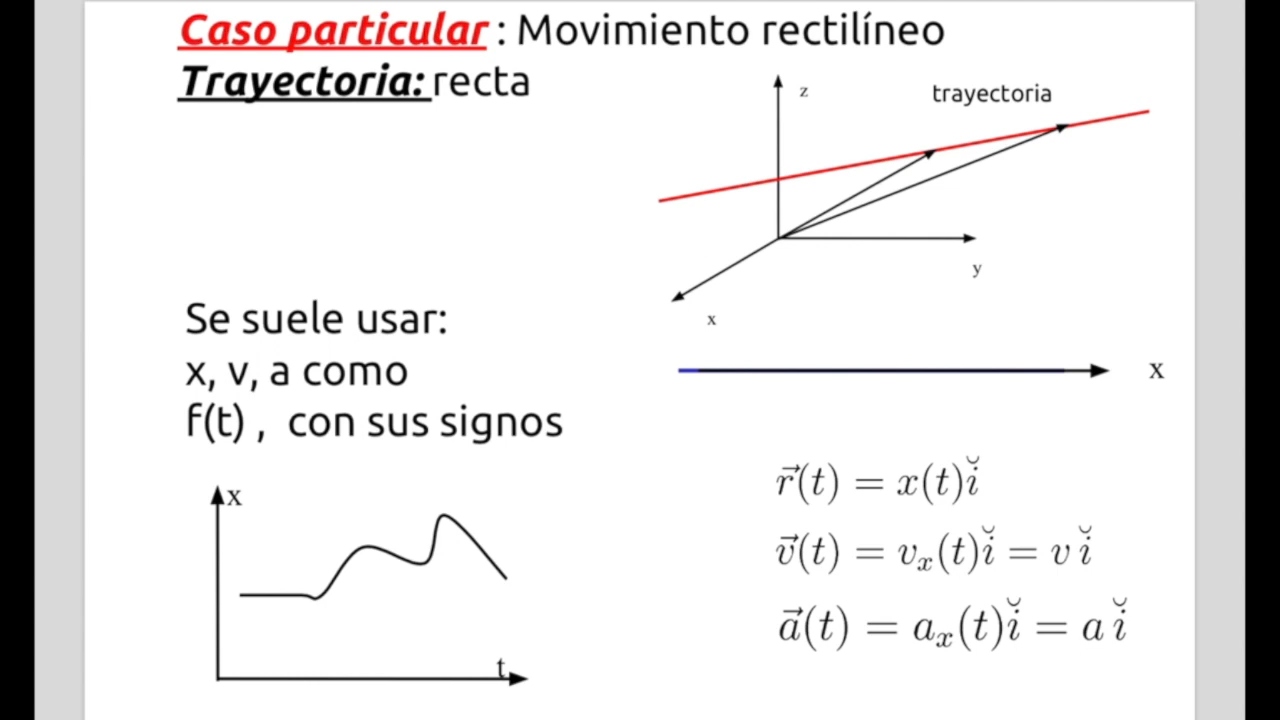 Caso particular : Movimiento rectilíneo
Trayectoria: recta
z
trayectoria
y
x
Se suele usar:
x, v, a como
f(t) , con sus signos
x
x
t
r⃗(t) = x(t)ĭ
v⃗(t) = vₓ(t)ĭ = v ĭ
a⃗(t) = aₓ(t)ĭ = a ĭ